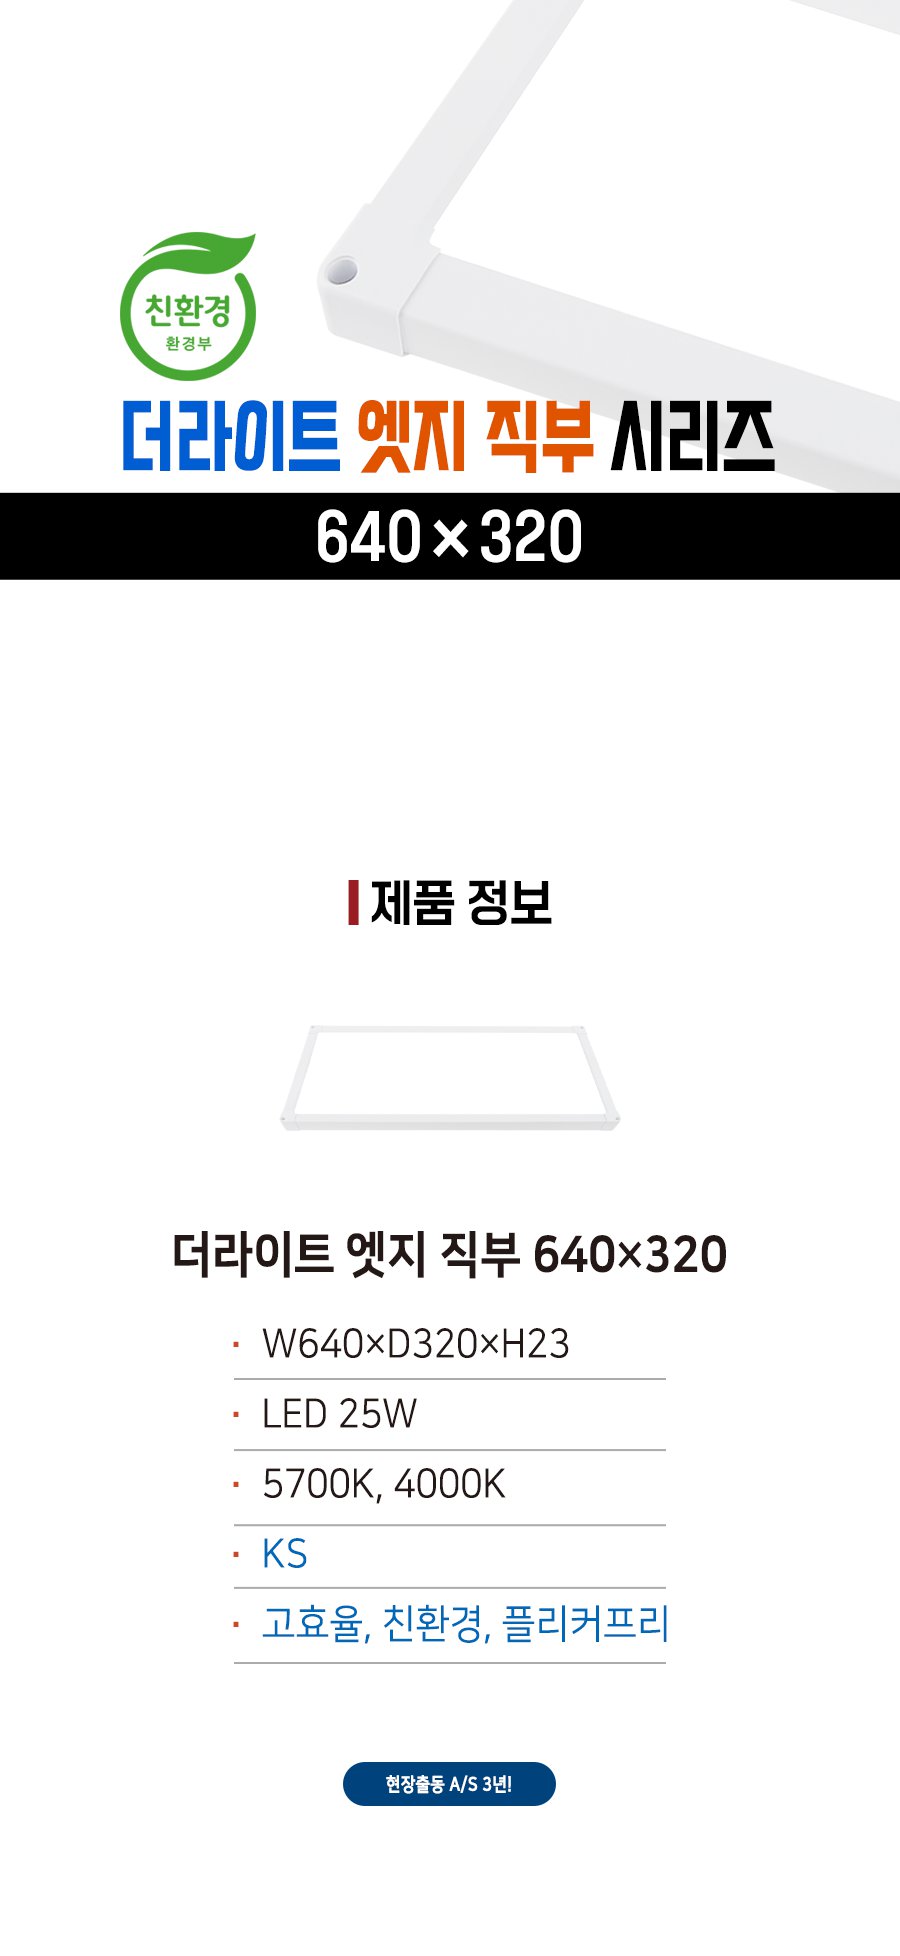 친환경
환경부
더라이트 엣지 직부 시리즈
640×320
제품 정보
더라이트 엣지 직부 640×320
· W640×D320×H23
· LED 25W
· 5700K, 4000K
· KS
· 고효율, 친환경, 플리커프리
현장출동 A/S 3년!